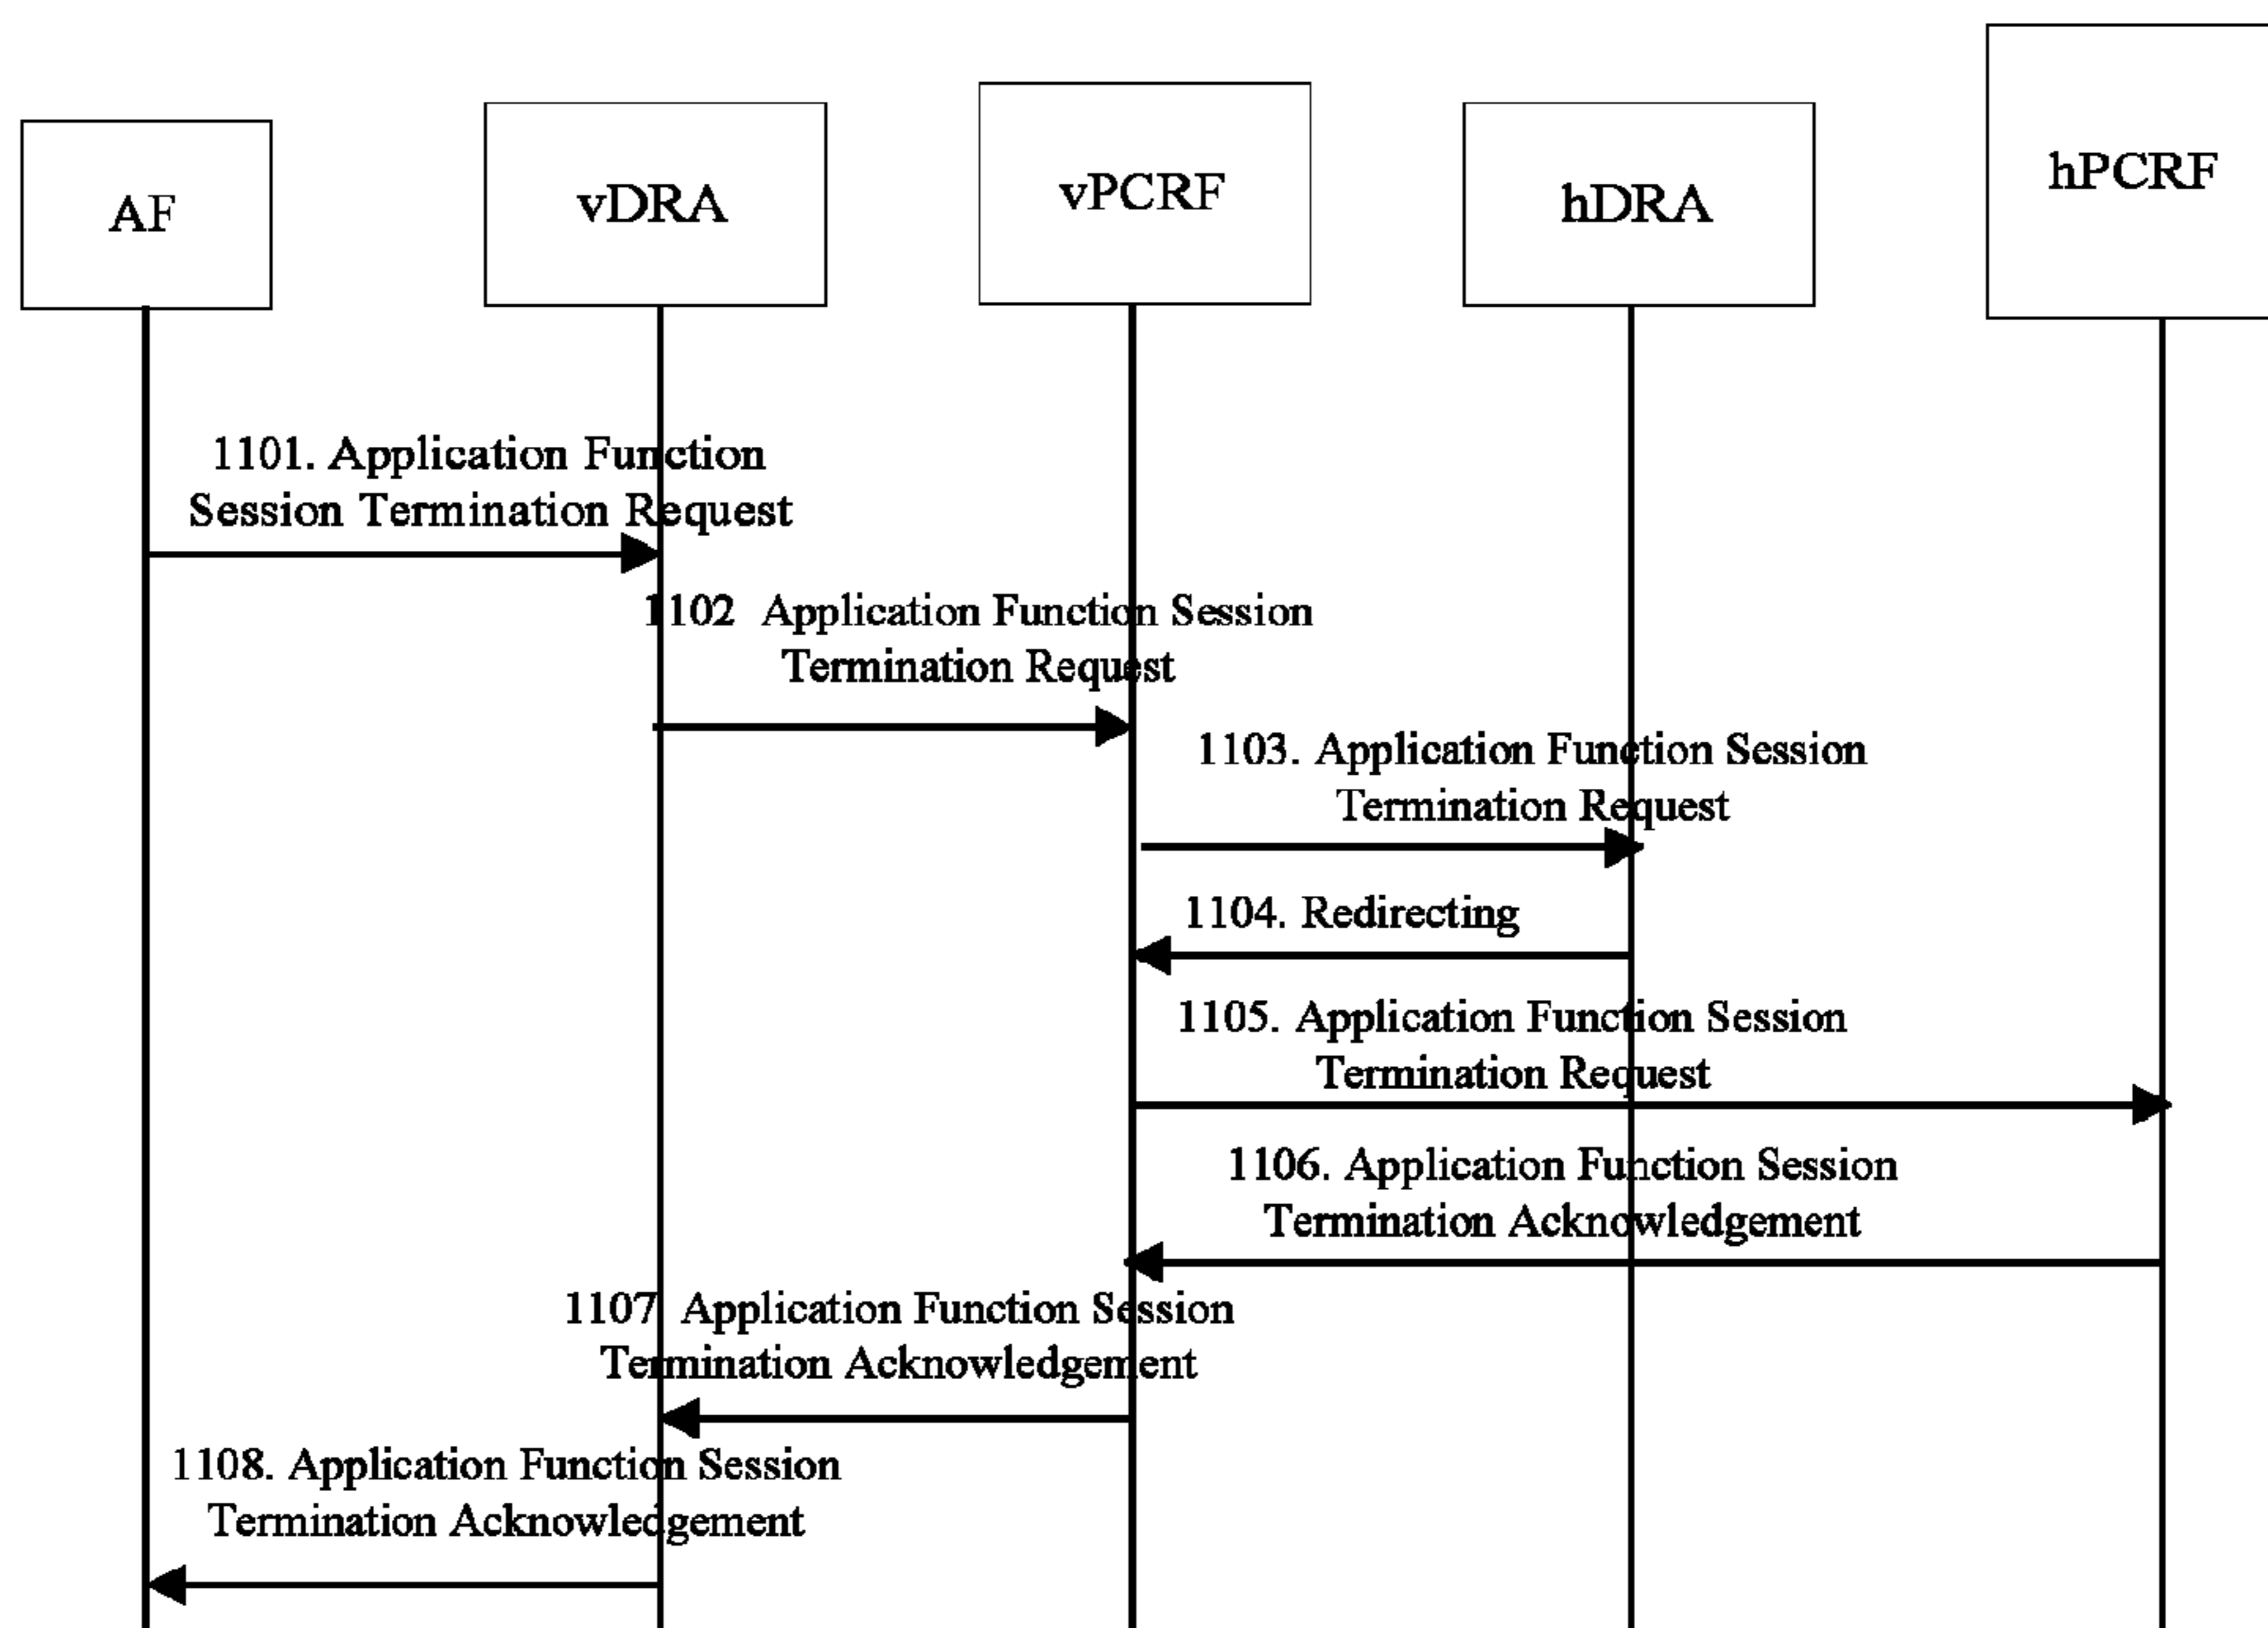 AF
vDRA
vPCRF
hDRA
hPCRF
1101. Application Function
Session Termination Request
1102 Application Function Session
Termination Request
1103. Application Function Session
Termination Request
1104. Redirecting
1105. Application Function Session
Termination Request
1106. Application Function Session
Termination Acknowledgement
1107 Application Function Session
Termination Acknowledgement
1108. Application Function Session
Termination Acknowledgement